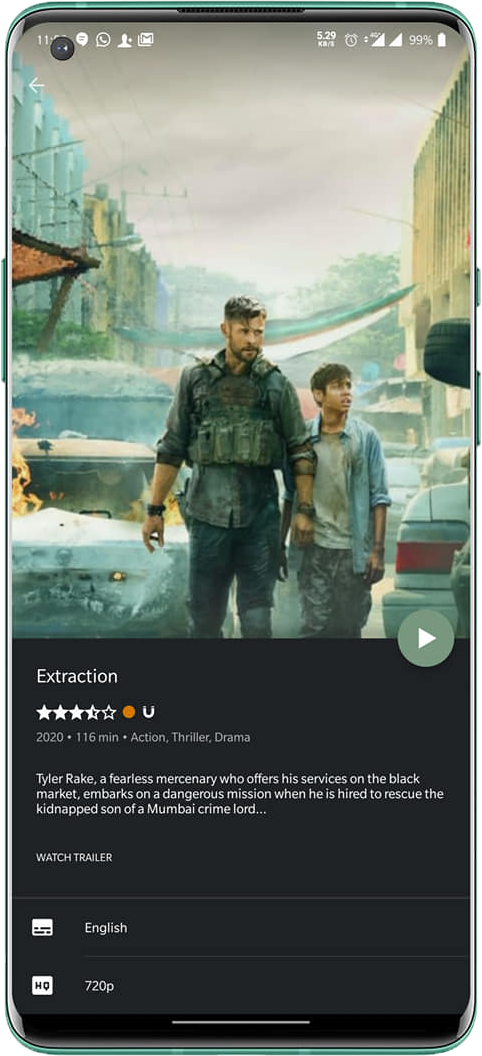 5.29
KB/S
4G
99%
Extraction
2020 • 116 min • Action, Thriller, Drama
Tyler Rake, a fearless mercenary who offers his services on the black
market, embarks on a dangerous mission when he is hired to rescue the
kidnapped son of a Mumbai crime lord...
WATCH TRAILER
English
HQ 720p